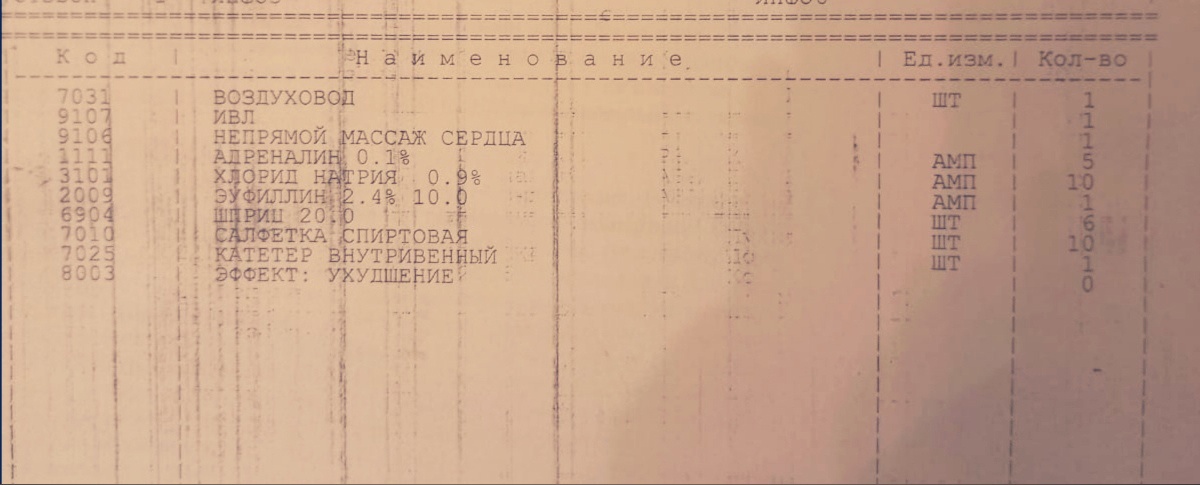 Код | Наименование | Ед.изм. | Кол-во
7031 | ВОЗДУХОВОД | ШТ | 1
9107 | ИВЛ | | 1
9106 | НЕПРЯМОЙ МАССАЖ СЕРДЦА | | 1
1111 | АДРЕНАЛИН 0.1% | АМП | 5
3101 | ХЛОРИД НАТРИЯ 0.9% | АМП | 10
2009 | ЭУФИЛЛИН 2.4% 10.0 | АМП | 1
6904 | ШПРИЦ 20.0 | ШТ | 6
7010 | САЛФЕТКА СПИРТОВАЯ | ШТ | 10
7025 | КАТЕТЕР ВНУТРИВЕННЫЙ | ШТ | 1
8003 | ЭФФЕКТ: УХУДШЕНИЕ | | 0